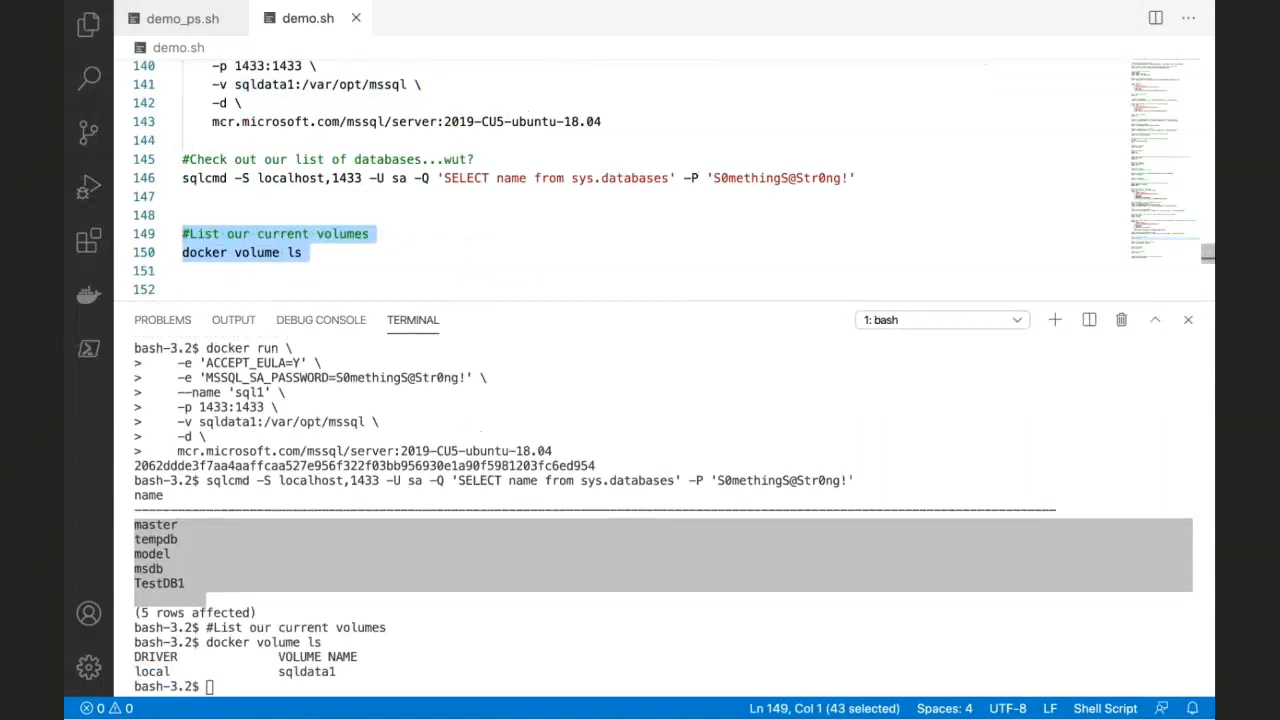 demo_ps.sh
demo.sh
demo.sh
140 -p 1433:1433 \
141 -v sqldata1:/var/opt/mssql \
142 -d \
143 mcr.microsoft.com/mssql/server:2019-CU5-ubuntu-18.04
144
145 #Check out our list of databases...wut?
146 sqlcmd -S localhost,1433 -U sa -Q 'SELECT name from sys.databases' -P 'S0methingS@Str0ng!'
147
148
149 #List our current volumes
150 docker volume ls
151
152
PROBLEMS OUTPUT DEBUG CONSOLE TERMINAL 1: bash
bash-3.2$ docker run \
> -e 'ACCEPT_EULA=Y' \
> -e 'MSSQL_SA_PASSWORD=S0methingS@Str0ng!' \
> --name 'sql1' \
> -p 1433:1433 \
> -v sqldata1:/var/opt/mssql \
> -d \
> mcr.microsoft.com/mssql/server:2019-CU5-ubuntu-18.04
2062ddde3f7aa4aaffcaa527e956f322f03bb956930e1a90f5981203fc6ed954
bash-3.2$ sqlcmd -S localhost,1433 -U sa -Q 'SELECT name from sys.databases' -P 'S0methingS@Str0ng!'
name
master
tempdb
model
msdb
TestDB1
(5 rows affected)
bash-3.2$ #List our current volumes
bash-3.2$ docker volume ls
DRIVER VOLUME NAME
local sqldata1
bash-3.2$
0 0 Ln 149, Col 1 (43 selected) Spaces: 4 UTF-8 LF Shell Script